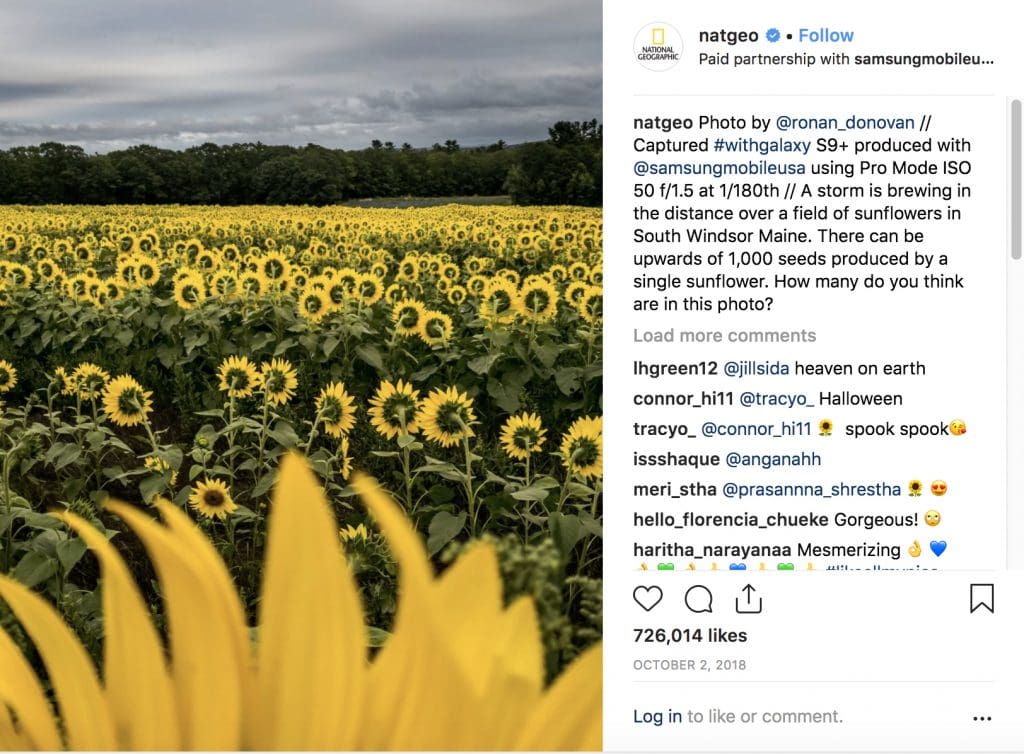 natgeo • Follow
NATIONAL
GEOGRAPHIC
Paid partnership with samsungmobileu...
natgeo Photo by @ronan_donovan //
Captured #withgalaxy S9+ produced with
@samsungmobileusa using Pro Mode ISO
50 f/1.5 at 1/180th // A storm is brewing in
the distance over a field of sunflowers in
South Windsor Maine. There can be
upwards of 1,000 seeds produced by a
single sunflower. How many do you think
are in this photo?
Load more comments
lhgreen12 @jillsida heaven on earth
connor_hi11 @tracyo_ Halloween
tracyo_ @connor_hi11 🌻 spook spook😘
issshaque @anganahh
meri_stha @prasannna_shrestha 🌻 😍
hello_florencia_chueke Gorgeous! 🙄
haritha_narayanaa Mesmerizing 👌 💙
726,014 likes
OCTOBER 2, 2018
Log in to like or comment.